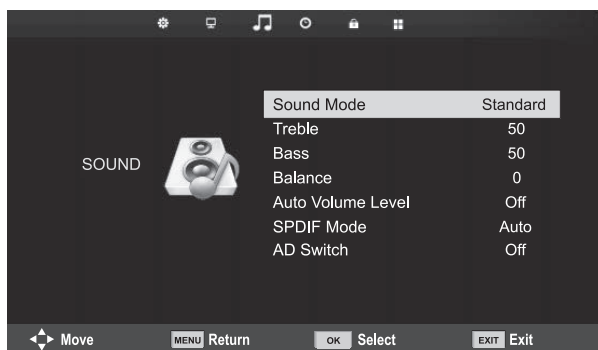 SOUND
Sound Mode Standard
Treble 50
Bass 50
Balance 0
Auto Volume Level Off
SPDIF Mode Auto
AD Switch Off
Move MENU Return OK Select EXIT Exit